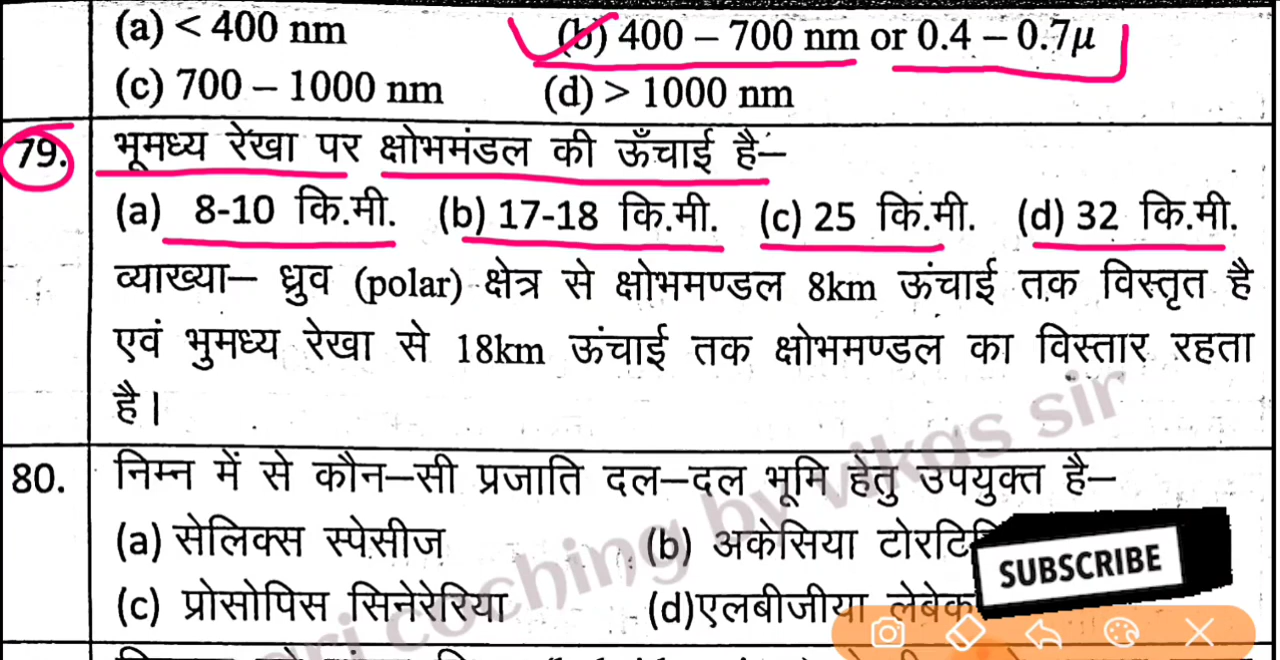 (a) < 400 nm (b) 400 – 700 nm or 0.4 – 0.7μ
(c) 700 – 1000 nm (d) > 1000 nm
79. भूमध्य रेखा पर क्षोभमंडल की ऊँचाई है–
(a) 8-10 कि.मी. (b) 17-18 कि.मी. (c) 25 कि.मी. (d) 32 कि.मी.
व्याख्या– ध्रुव (polar) क्षेत्र से क्षोभमण्डल 8km ऊंचाई तक विस्तृत है
एवं भुमध्य रेखा से 18km ऊंचाई तक क्षोभमण्डल का विस्तार रहता
है।
80. निम्न में से कौन–सी प्रजाति दल–दल भूमि हेतु उपयुक्त है–
(a) सेलिक्स स्पेसीज (b) अकेसिया
(c) प्रोसोपिस सिनेरेरिया (d)एलबीजीया लेबेक
SUBSCRIBE
coching by vikas sir